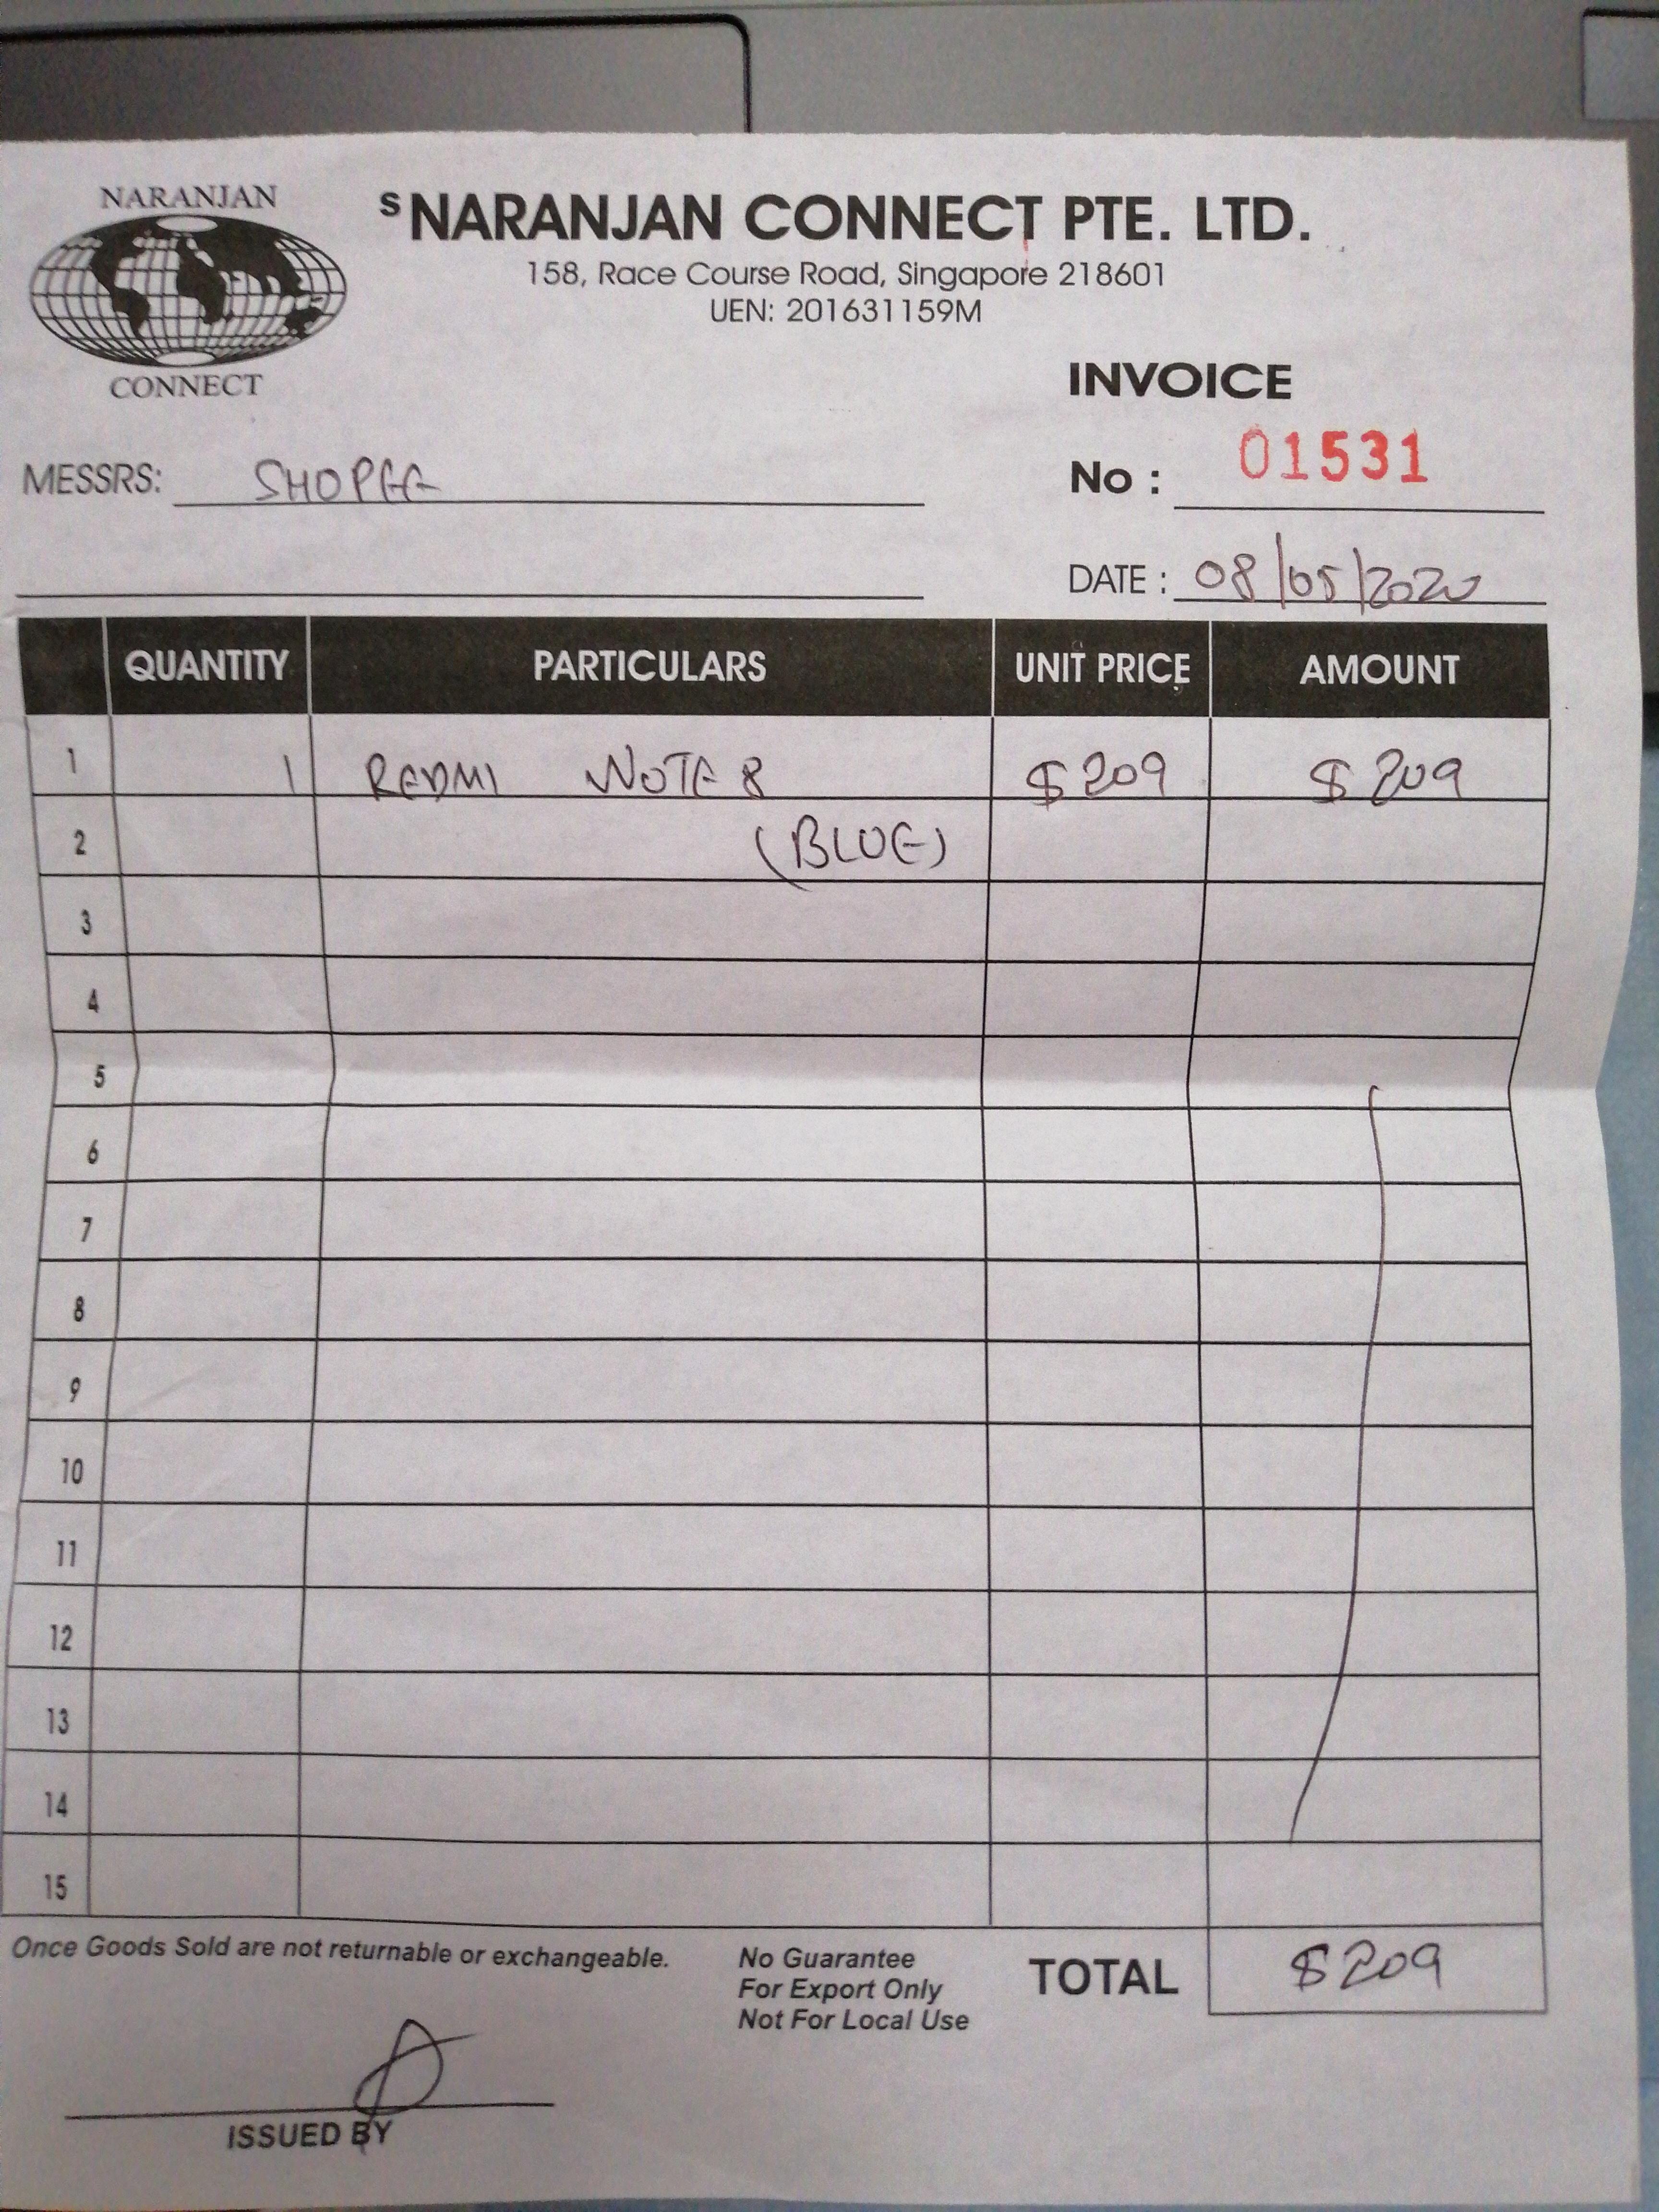 NARANJAN
CONNECT
S NARANJAN CONNECT PTE. LTD.
158, Race Course Road, Singapore 218601
UEN: 201631159M
INVOICE
MESSRS: SHOPEE
No : 01531
DATE : 08/05/2020
QUANTITY PARTICULARS UNIT PRICE AMOUNT
1 1 REDMI NOTE 8 $209 $209
2 (BLUE)
3
4
5
6
7
8
9
10
11
12
13
14
15
Once Goods Sold are not returnable or exchangeable.
No Guarantee
For Export Only
Not For Local Use
TOTAL $209
ISSUED BY